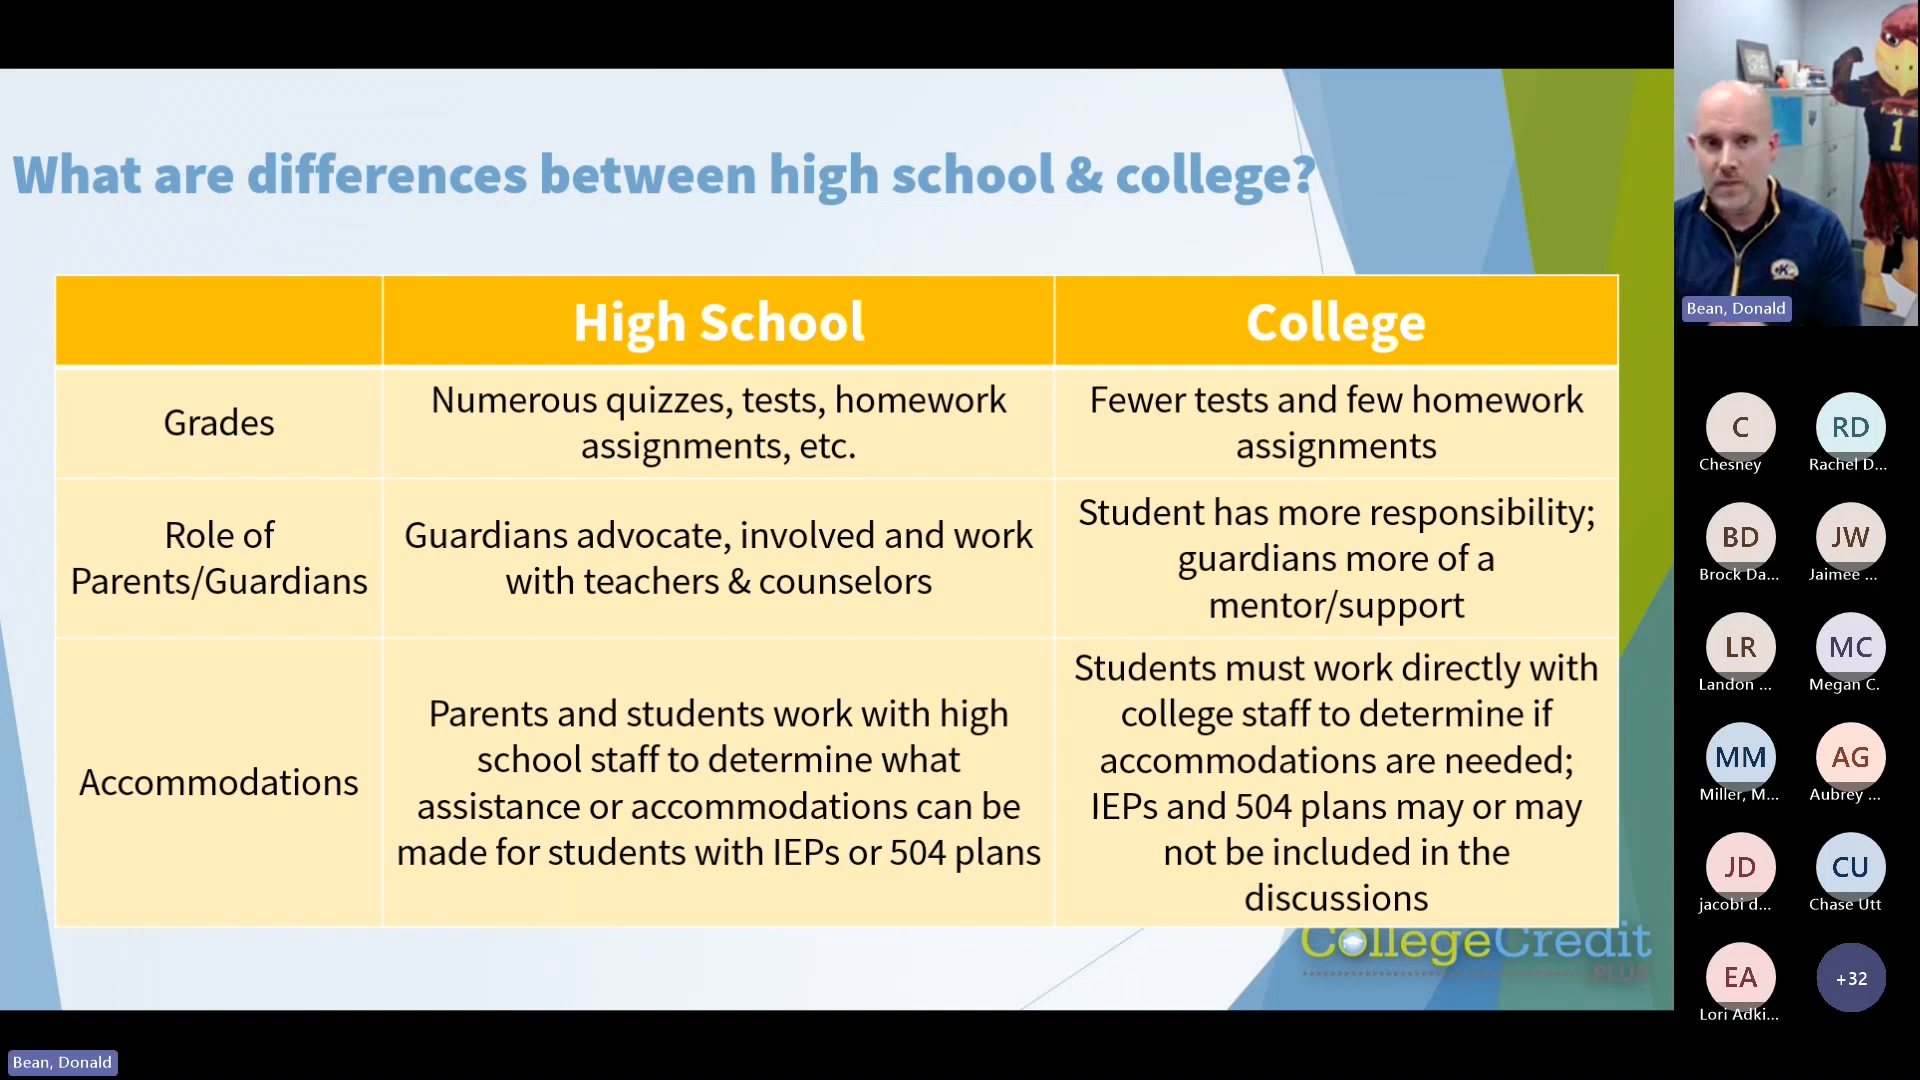 What are differences between high school & college?
High School
College
Grades
Numerous quizzes, tests, homework
assignments, etc.
Fewer tests and few homework
assignments
Role of
Parents/Guardians
Guardians advocate, involved and work
with teachers & counselors
Student has more responsibility;
guardians more of a
mentor/support
Accommodations
Parents and students work with high
school staff to determine what
assistance or accommodations can be
made for students with IEPs or 504 plans
Students must work directly with
college staff to determine if
accommodations are needed;
IEPs and 504 plans may or may
not be included in the
discussions
CollegeCredit
PLUS
1
K
Bean, Donald
C
Chesney
RD
Rachel D...
BD
Brock Da...
JW
Jaimee ...
LR
Landon ...
MC
Megan C.
MM
Miller, M...
AG
Aubrey ...
JD
jacobi d...
CU
Chase Utt
EA
Lori Adki...
+32
Bean, Donald